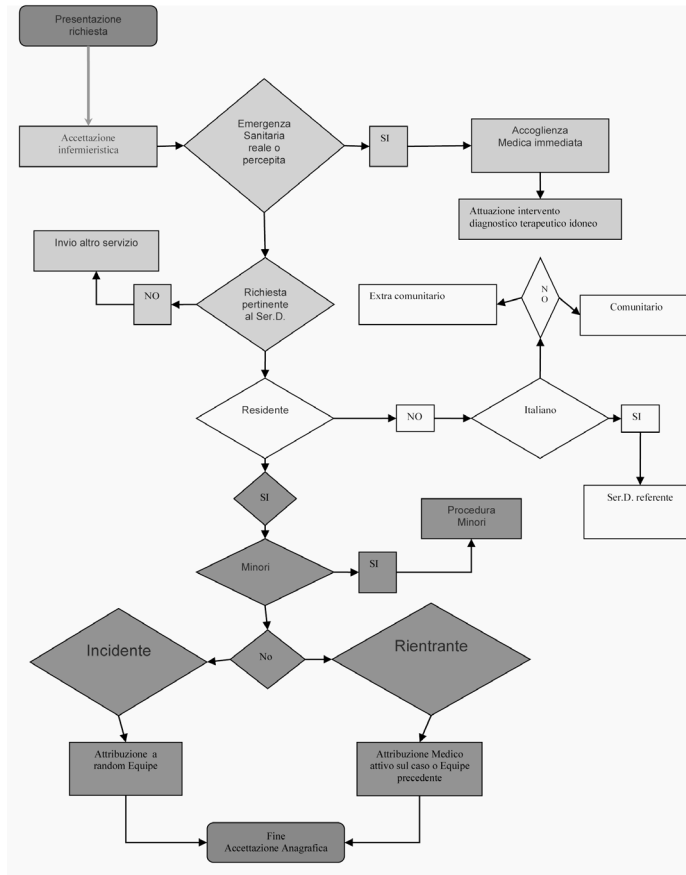 Presentazione
richiesta
Accettazione
infermieristica
Emergenza
Sanitaria
reale o
percepita
SI
Accoglienza
Medica immediata
Attuazione intervento
diagnostico terapeutico idoneo
Invio altro servizio
NO
Richiesta
pertinente
al Ser.D.
Extra comunitario
N
O
Comunitario
Residente
NO
Italiano
SI
Ser.D. referente
SI
Procedura
Minori
Minori
SI
Incidente
No
Rientrante
Attribuzione a
random Equipe
Attribuzione Medico
attivo sul caso o Equipe
precedente
Fine
Accettazione Anagrafica